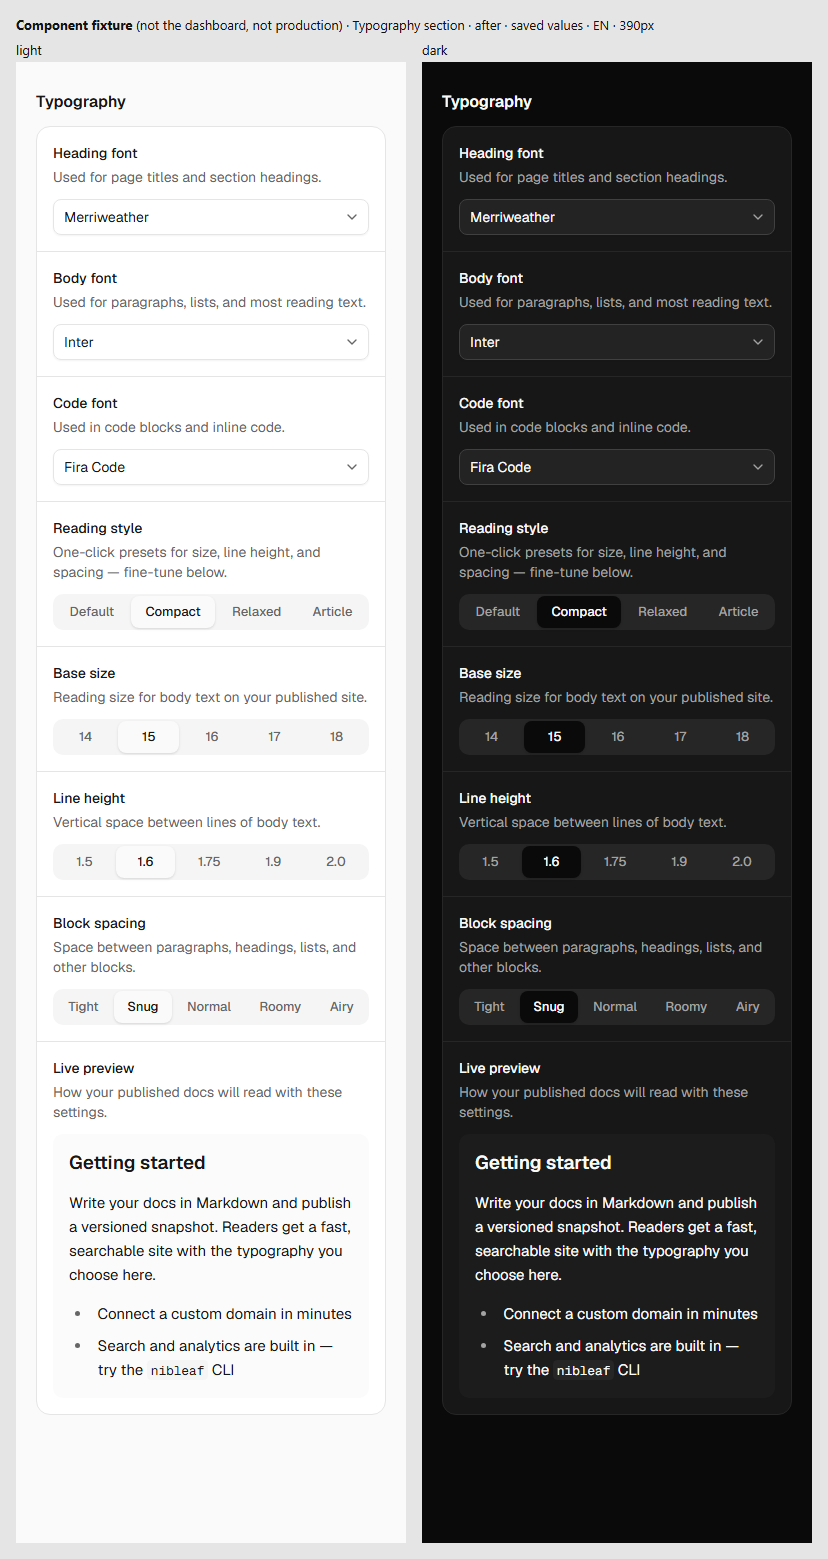 Component fixture (not the dashboard, not production) · Typography section · after · saved values · EN · 390px
light
Typography
Heading font
Used for page titles and section headings.
Merriweather
Body font
Used for paragraphs, lists, and most reading text.
Inter
Code font
Used in code blocks and inline code.
Fira Code
Reading style
One-click presets for size, line height, and
spacing — fine-tune below.
Default Compact Relaxed Article
Base size
Reading size for body text on your published site.
14 15 16 17 18
Line height
Vertical space between lines of body text.
1.5 1.6 1.75 1.9 2.0
Block spacing
Space between paragraphs, headings, lists, and
other blocks.
Tight Snug Normal Roomy Airy
Live preview
How your published docs will read with these
settings.
Getting started
Write your docs in Markdown and publish
a versioned snapshot. Readers get a fast,
searchable site with the typography you
choose here.
• Connect a custom domain in minutes
• Search and analytics are built in —
try the nibleaf CLI
dark
Typography
Heading font
Used for page titles and section headings.
Merriweather
Body font
Used for paragraphs, lists, and most reading text.
Inter
Code font
Used in code blocks and inline code.
Fira Code
Reading style
One-click presets for size, line height, and
spacing — fine-tune below.
Default Compact Relaxed Article
Base size
Reading size for body text on your published site.
14 15 16 17 18
Line height
Vertical space between lines of body text.
1.5 1.6 1.75 1.9 2.0
Block spacing
Space between paragraphs, headings, lists, and
other blocks.
Tight Snug Normal Roomy Airy
Live preview
How your published docs will read with these
settings.
Getting started
Write your docs in Markdown and publish
a versioned snapshot. Readers get a fast,
searchable site with the typography you
choose here.
• Connect a custom domain in minutes
• Search and analytics are built in —
try the nibleaf CLI